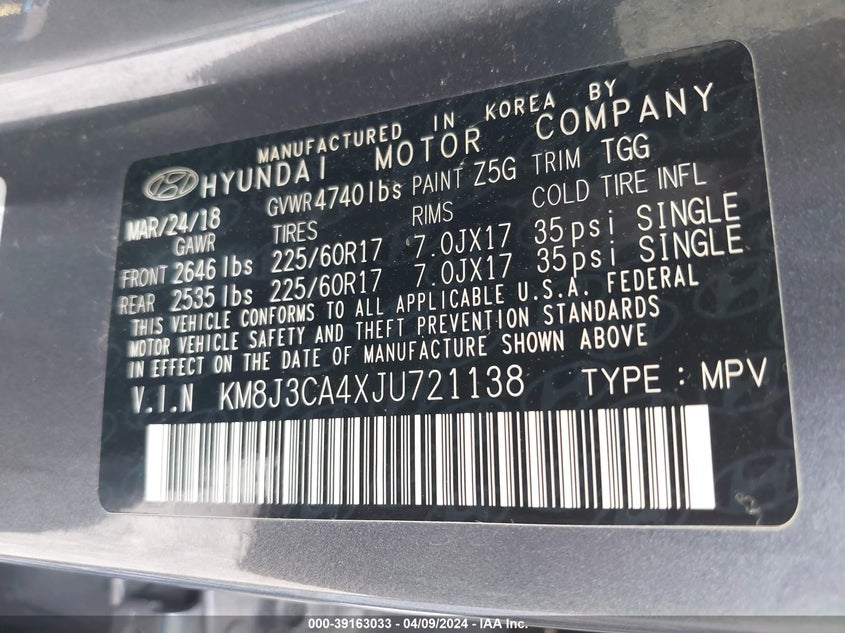 MANUFACTURED IN KOREA BY
HYUNDAI MOTOR COMPANY
MAR/24/18 GVWR 4740lbs PAINT Z5G TRIM TGG
GAWR TIRES RIMS COLD TIRE INFL
FRONT 2646 lbs 225/60R17 7.0JX17 35psi SINGLE
REAR 2535 lbs 225/60R17 7.0JX17 35psi SINGLE
THIS VEHICLE CONFORMS TO ALL APPLICABLE U.S.A. FEDERAL
MOTOR VEHICLE SAFETY AND THEFT PREVENTION STANDARDS
IN EFFECT ON THE DATE OF MANUFACTURE SHOWN ABOVE
V.I.N KM8J3CA4XJU721138 TYPE : MPV
000-39163033 - 04/09/2024 - IAA Inc.